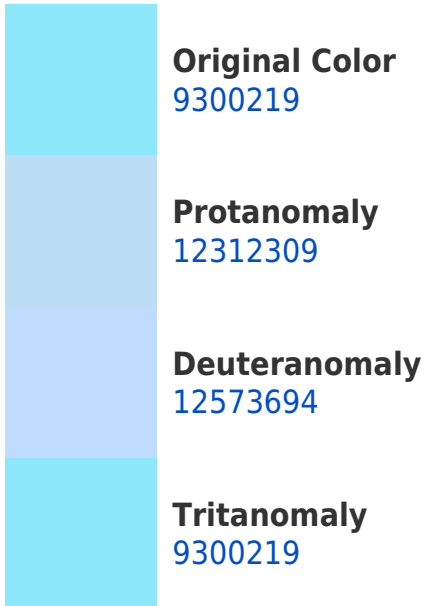 Original Color
9300219
Protanomaly
12312309
Deuteranomaly
12573694
Tritanomaly
9300219